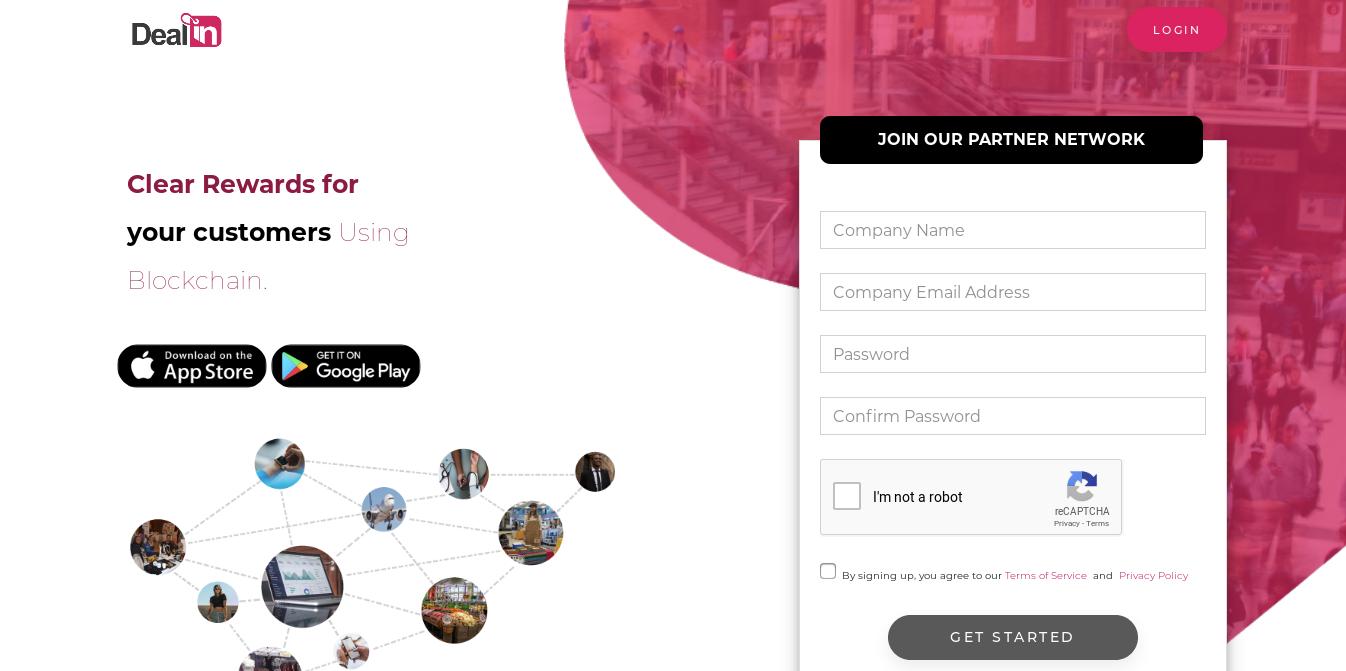 Dealin
LOGIN
JOIN OUR PARTNER NETWORK
Clear Rewards for
your customers Using
Blockchain.
Download on the
App Store
GET IT ON
Google Play
Company Name
Company Email Address
Password
Confirm Password
I'm not a robot
reCAPTCHA
Privacy - Terms
By signing up, you agree to our Terms of Service and Privacy Policy
GET STARTED